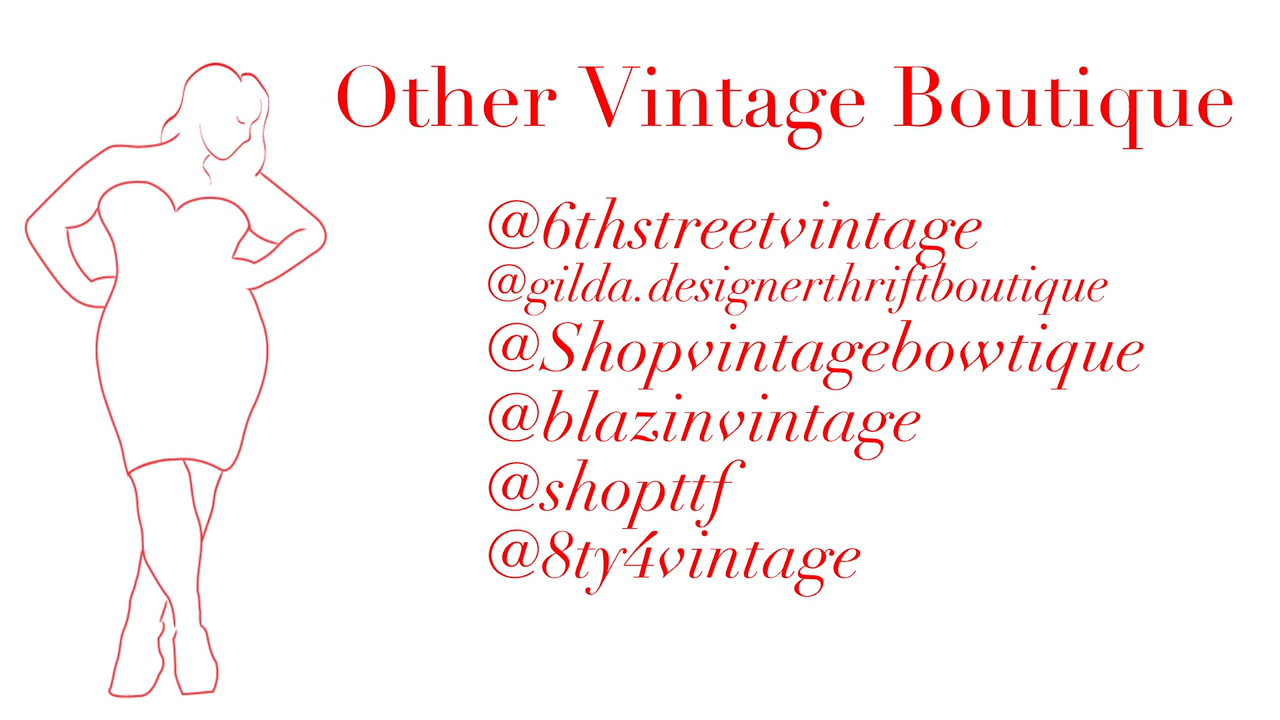 Other Vintage Boutique
@6thstreetvintage
@gilda.designerthriftboutique
@Shopvintagebowtique
@blazinvintage
@shopttf
@8ty4vintage